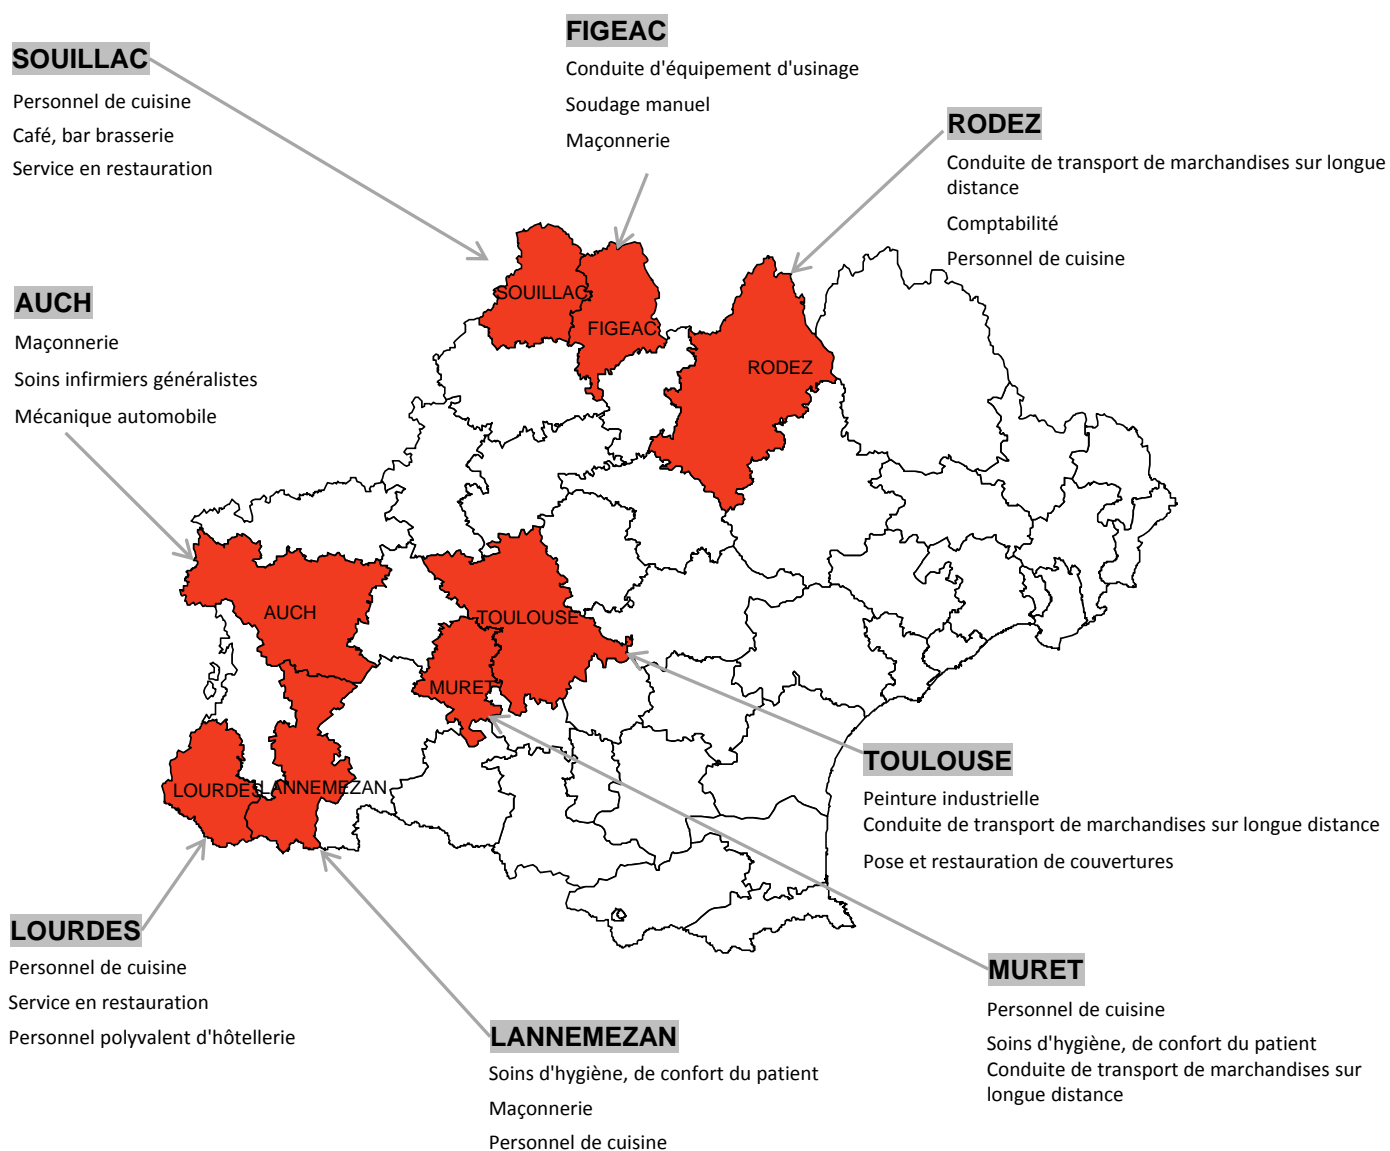 FIGEAC
Conduite d'équipement d'usinage
Soudage manuel
Maçonnerie
SOUILLAC
Personnel de cuisine
Café, bar brasserie
Service en restauration
RODEZ
Conduite de transport de marchandises sur longue
distance
Comptabilité
Personnel de cuisine
AUCH
Maçonnerie
Soins infirmiers généralistes
Mécanique automobile
SOUILLAC
FIGEAC
RODEZ
AUCH
TOULOUSE
MURET
LOURDES
LANNEMEZAN
TOULOUSE
Peinture industrielle
Conduite de transport de marchandises sur longue distance
Pose et restauration de couvertures
LOURDES
Personnel de cuisine
Service en restauration
Personnel polyvalent d'hôtellerie
MURET
Personnel de cuisine
Soins d'hygiène, de confort du patient
Conduite de transport de marchandises sur
longue distance
LANNEMEZAN
Soins d'hygiène, de confort du patient
Maçonnerie
Personnel de cuisine